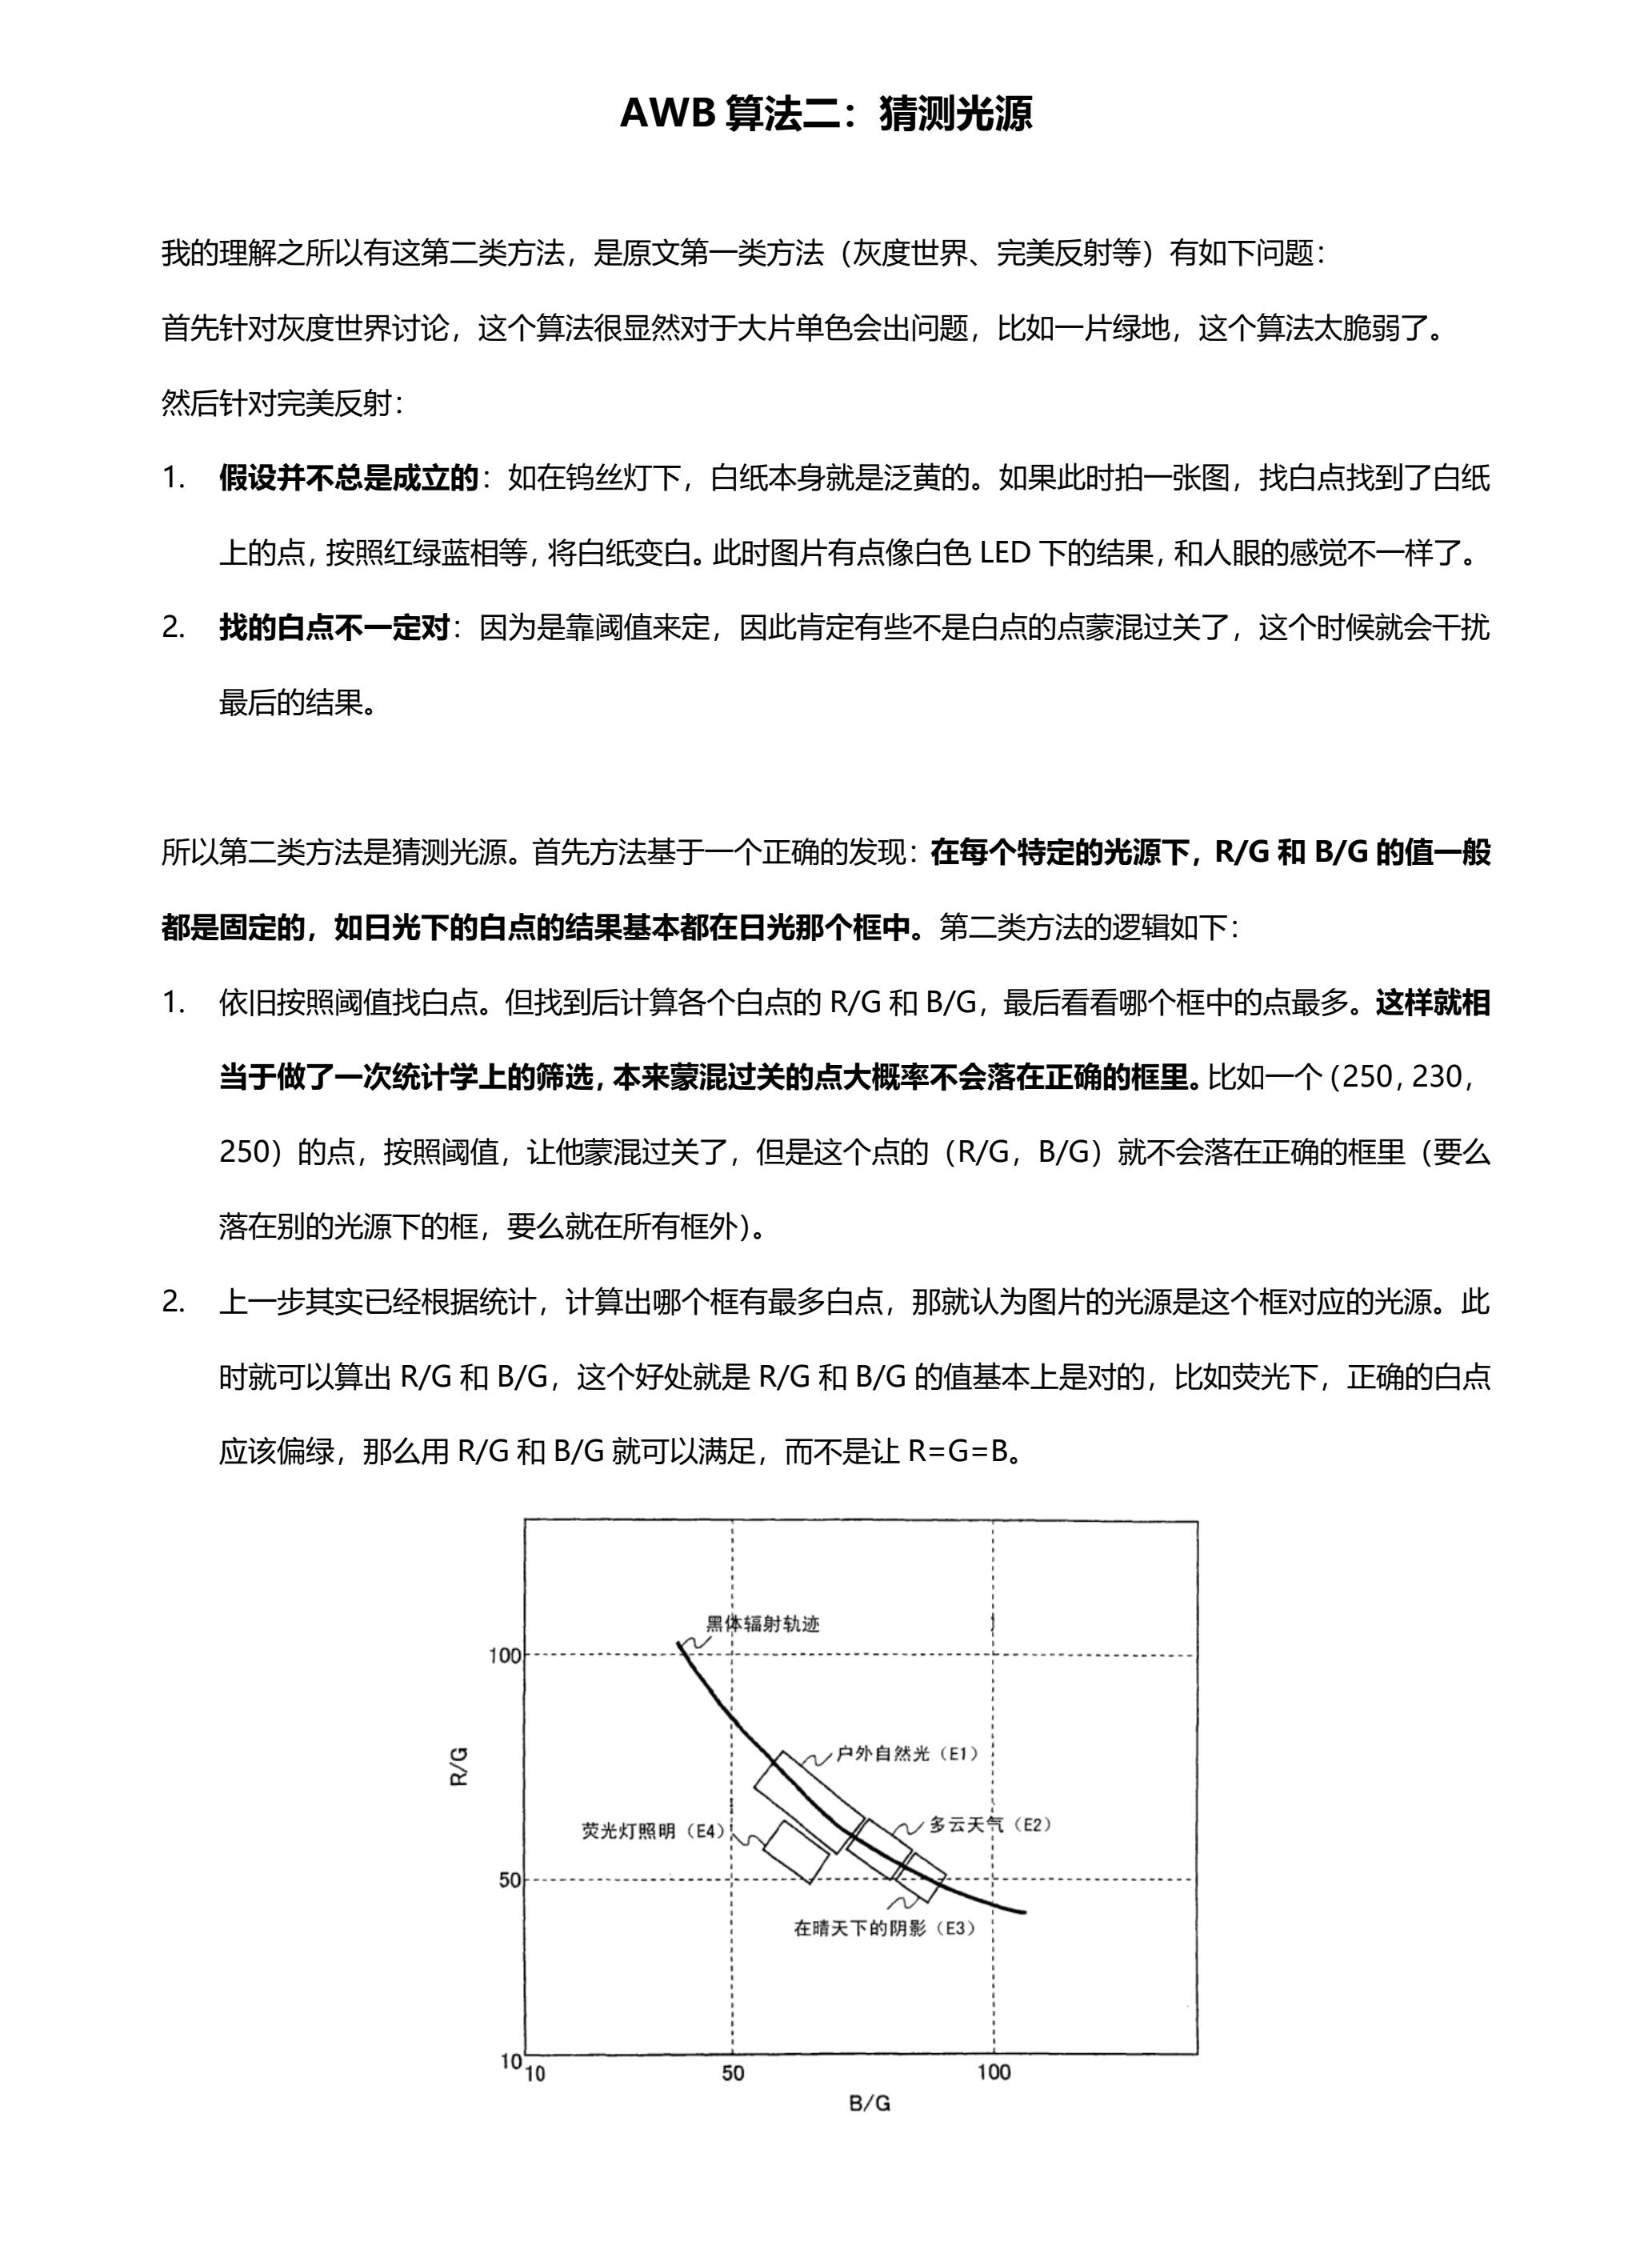 AWB 算法二：猜测光源
我的理解之所以有这第二类方法，是原文第一类方法（灰度世界、完美反射等）有如下问题：
首先针对灰度世界讨论，这个算法很显然对于大片单色会出问题，比如一片绿地，这个算法太脆弱了。
然后针对完美反射：
1. 假设并不总是成立的：如在钨丝灯下，白纸本身就是泛黄的。如果此时拍一张图，找白点找到了白纸
上的点，按照红绿蓝相等，将白纸变白。此时图片有点像白色 LED 下的结果，和人眼的感觉不一样了。
2. 找的白点不一定对：因为是靠阈值来定，因此肯定有些不是白点的点蒙混过关了，这个时候就会干扰
最后的结果。
所以第二类方法是猜测光源。首先方法基于一个正确的发现：在每个特定的光源下，R/G 和 B/G 的值一般
都是固定的，如日光下的白点的结果基本都在日光那个框中。第二类方法的逻辑如下：
1. 依旧按照阈值找白点。但找到后计算各个白点的 R/G 和 B/G，最后看看哪个框中的点最多。这样就相
当于做了一次统计学上的筛选，本来蒙混过关的点大概率不会落在正确的框里。比如一个（250，230，
250）的点，按照阈值，让他蒙混过关了，但是这个点的（R/G，B/G）就不会落在正确的框里（要么
落在别的光源下的框，要么就在所有框外）。
2. 上一步其实已经根据统计，计算出哪个框有最多白点，那就认为图片的光源是这个框对应的光源。此
时就可以算出 R/G 和 B/G，这个好处就是 R/G 和 B/G 的值基本上是对的，比如荧光下，正确的白点
应该偏绿，那么用 R/G 和 B/G 就可以满足，而不是让 R=G=B。
黑体辐射轨迹
100
R/G
户外自然光（E1）
多云天气（E2）
荧光灯照明（E4）
50
在晴天下的阴影（E3）
10
10 50 100
B/G